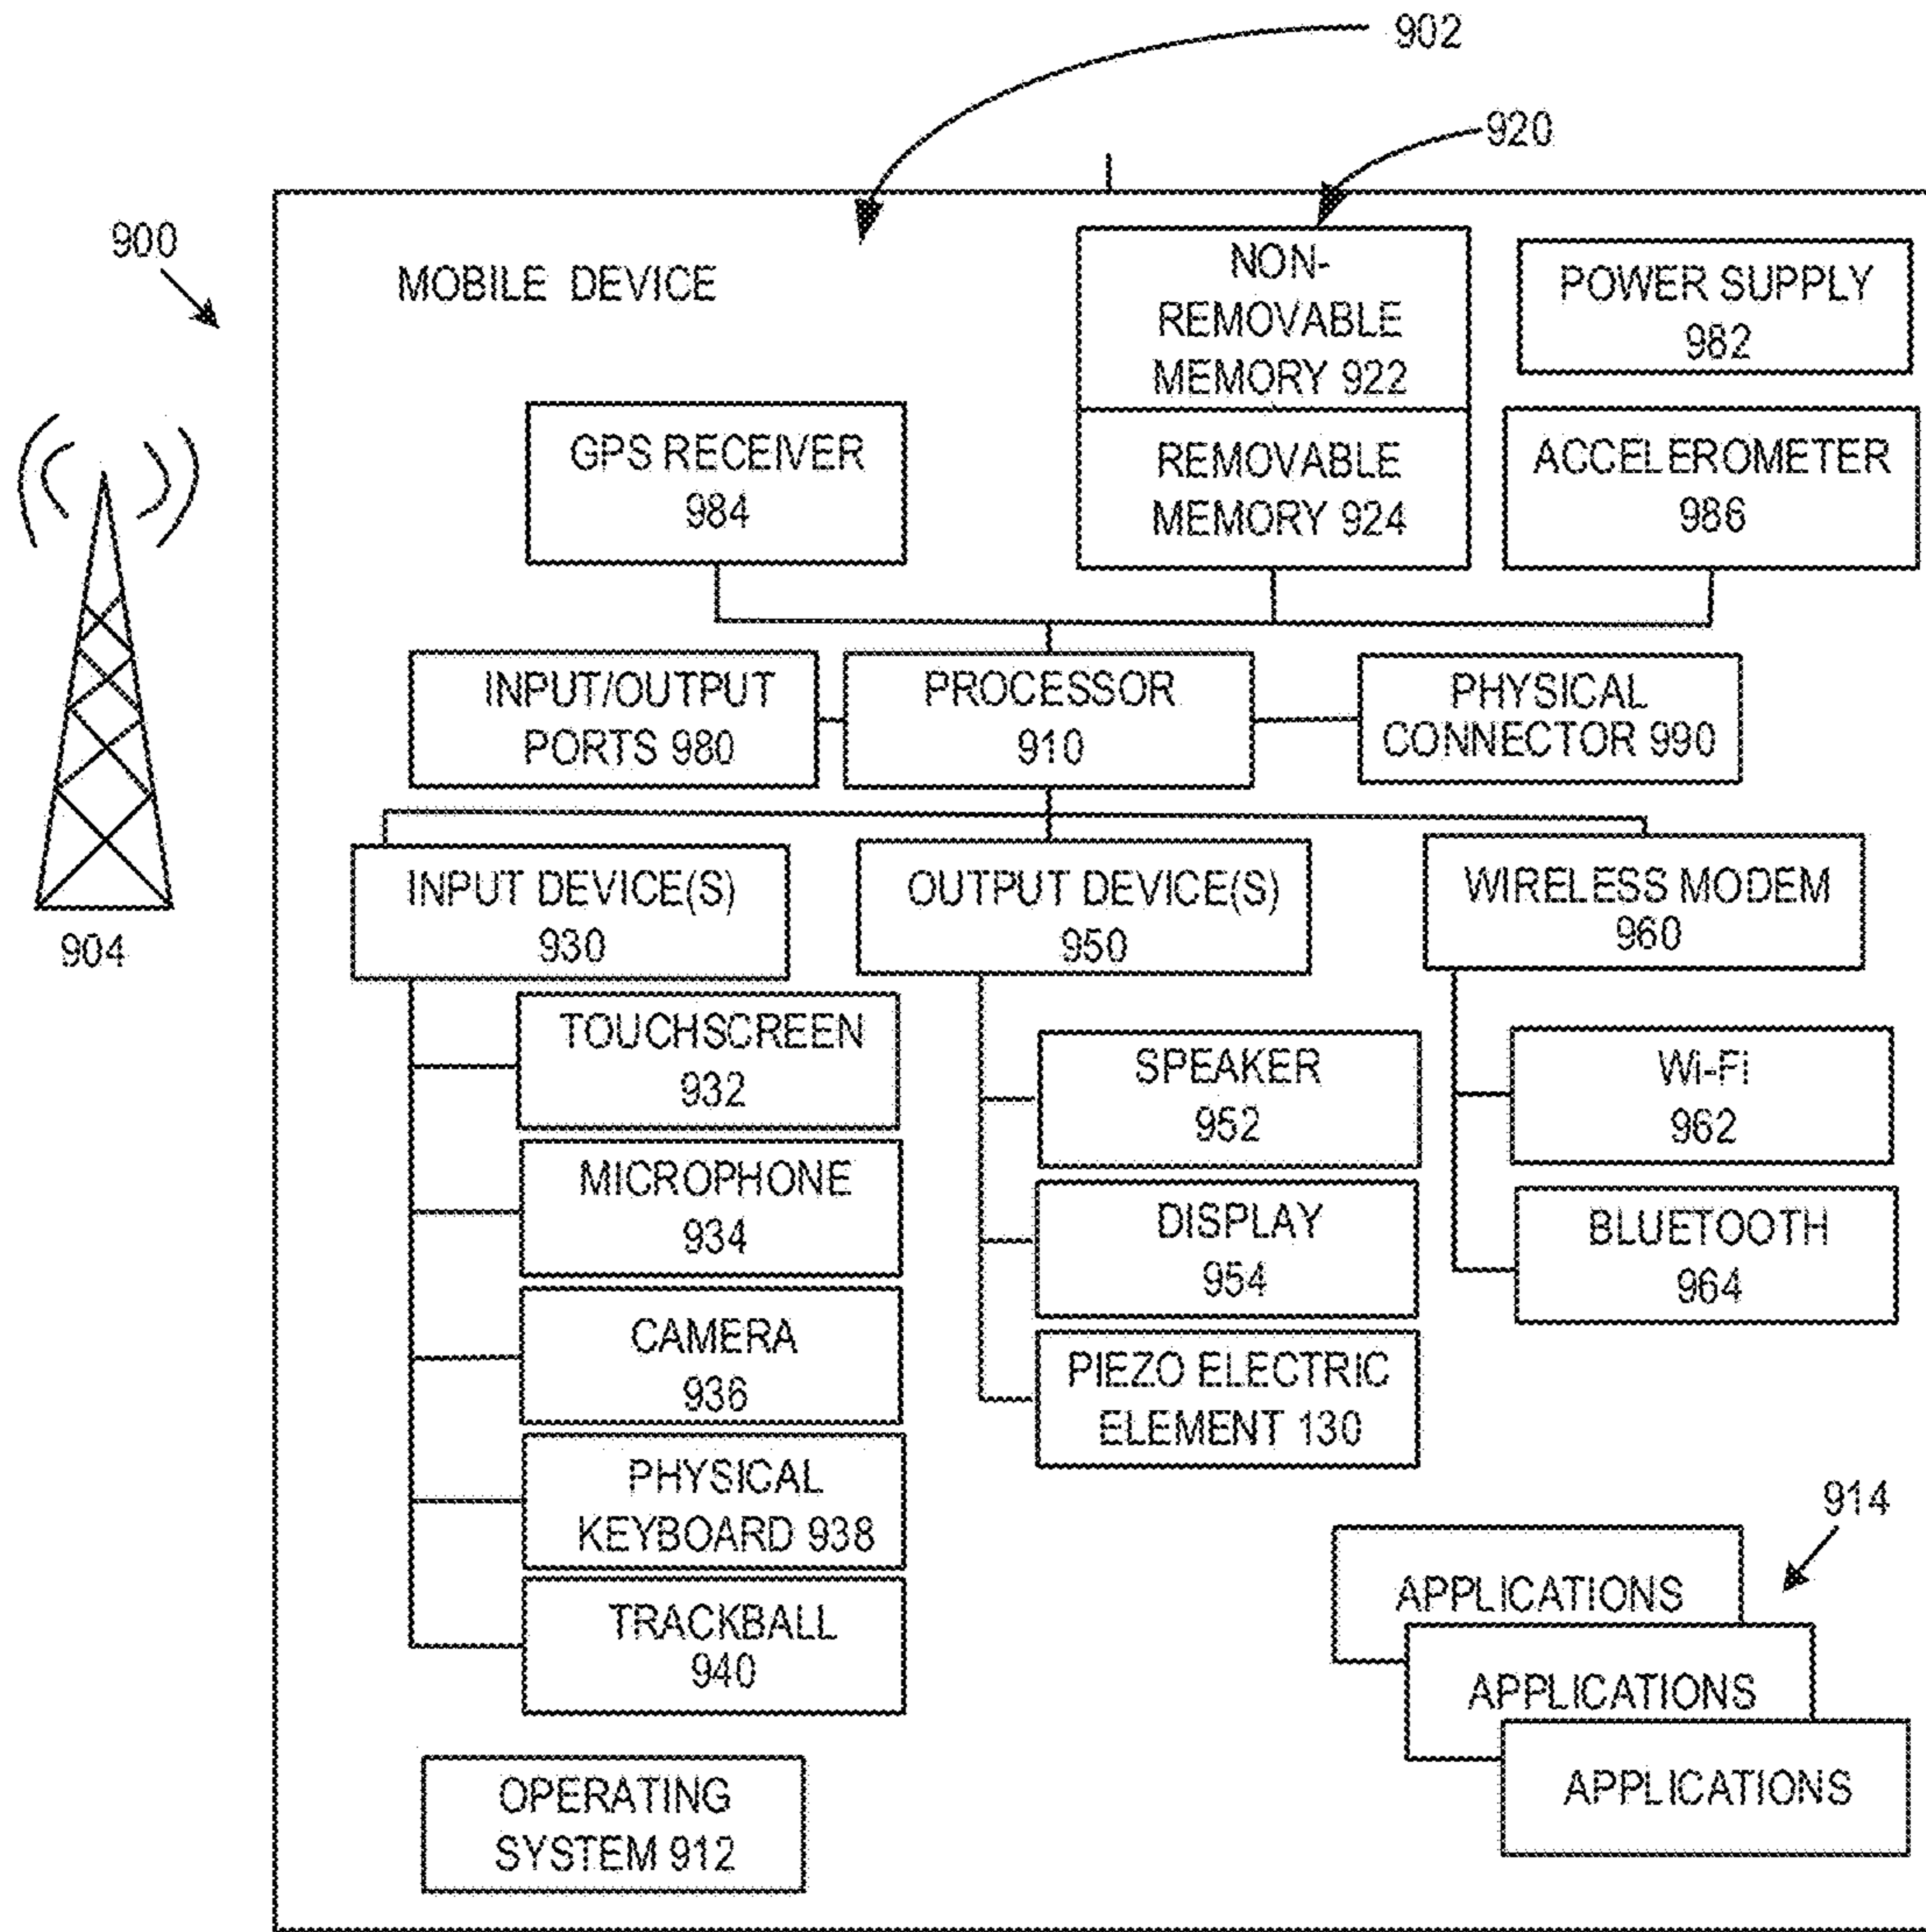 902
920
900
MOBILE DEVICE
NON-
REMOVABLE
MEMORY 922
POWER SUPPLY
982
GPS RECEIVER
984
REMOVABLE
MEMORY 924
ACCELEROMETER
986
INPUT/OUTPUT
PORTS 980
PROCESSOR
910
PHYSICAL
CONNECTOR 990
904
INPUT DEVICE(S)
930
OUTPUT DEVICE(S)
950
WIRELESS MODEM
960
TOUCHSCREEN
932
MICROPHONE
934
CAMERA
936
PHYSICAL
KEYBOARD 938
TRACKBALL
940
SPEAKER
952
DISPLAY
954
PIEZO ELECTRIC
ELEMENT 130
Wi-Fi
962
BLUETOOTH
964
914
APPLICATIONS
APPLICATIONS
APPLICATIONS
OPERATING
SYSTEM 912